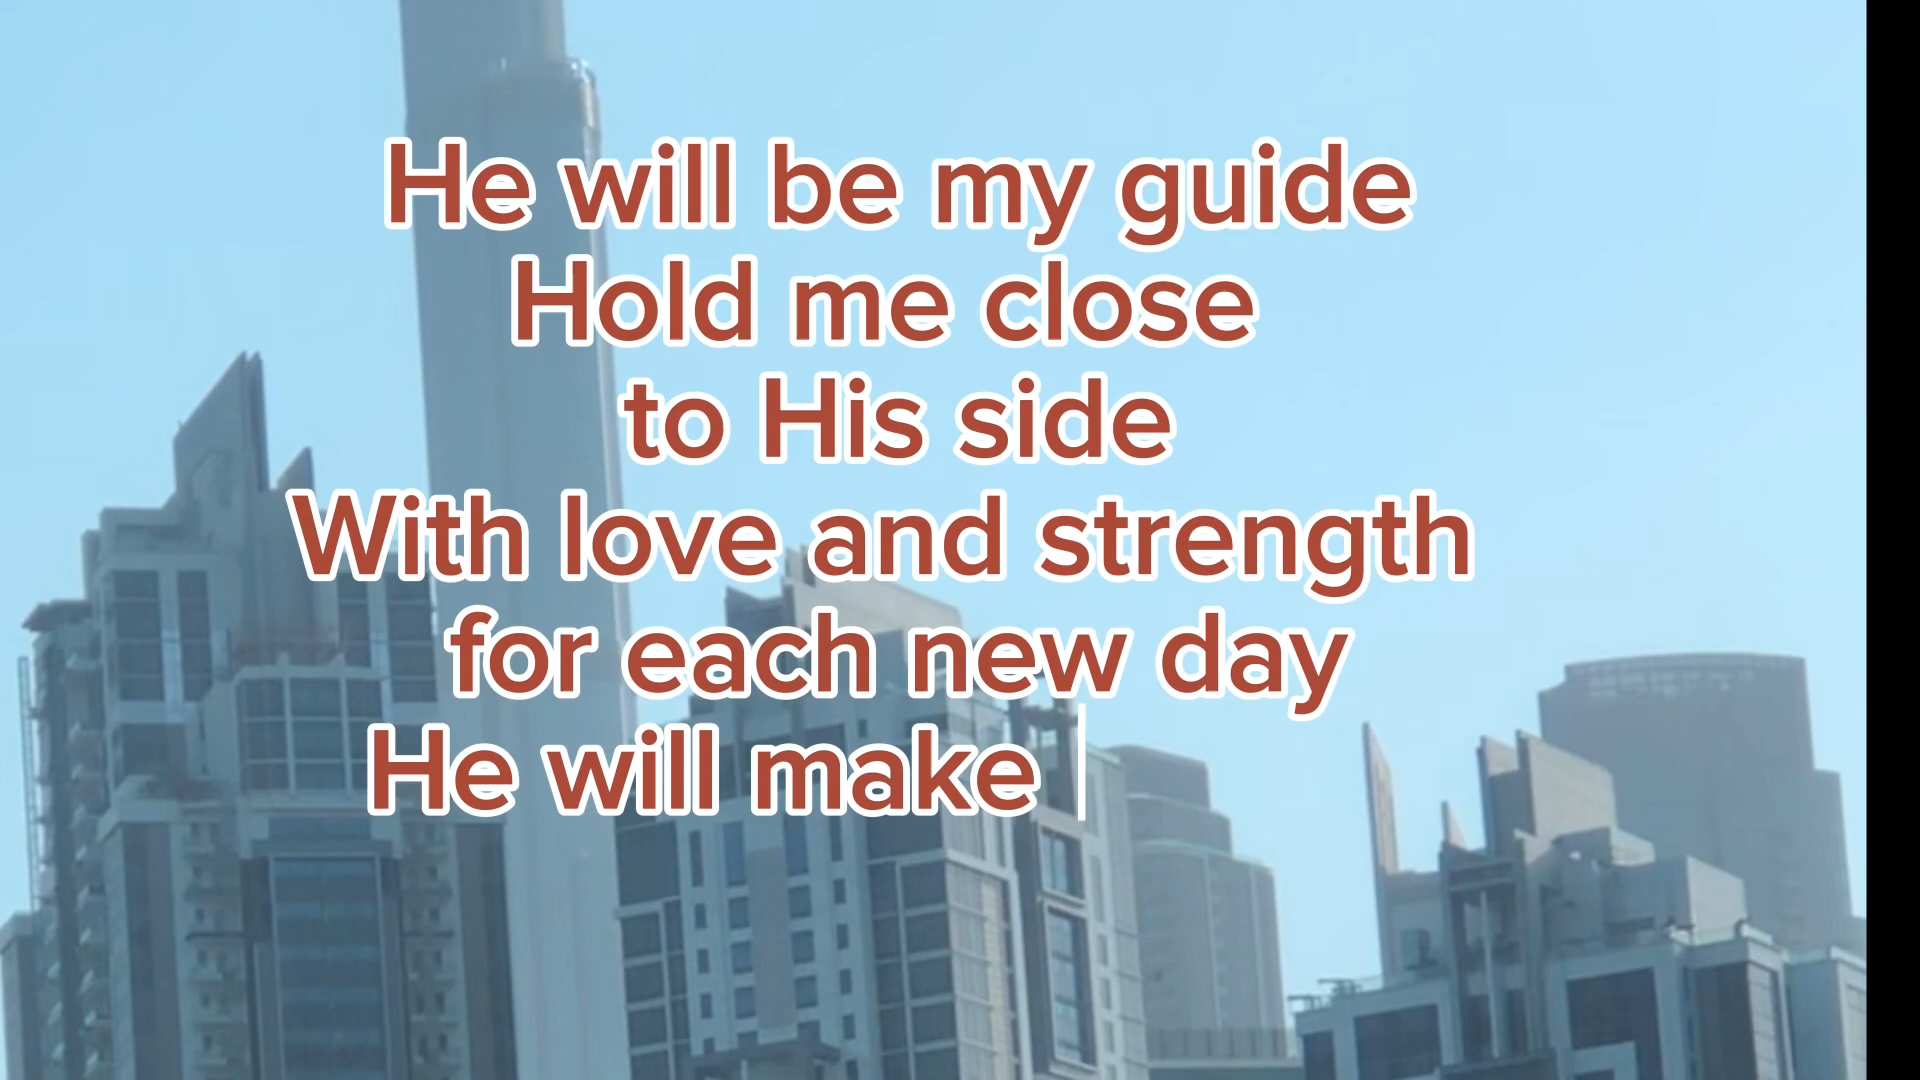 He will be my guide
Hold me close
to His side
With love and strength
for each new day
He will make